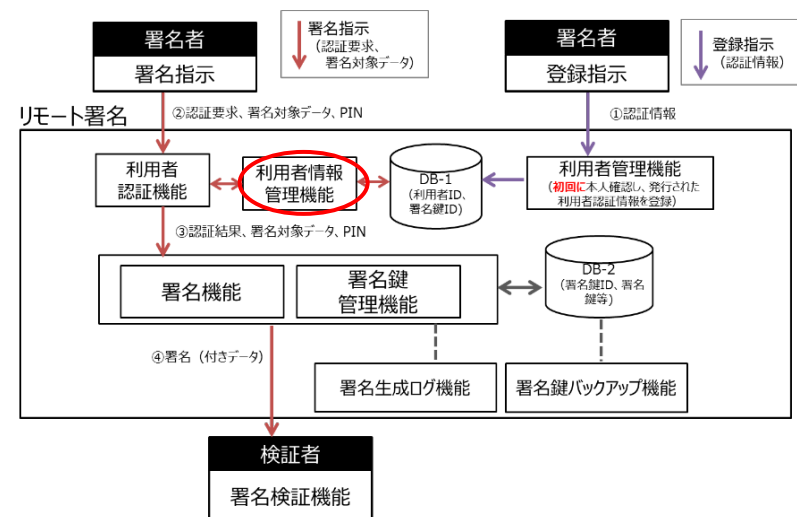 署名者
署名指示
署名指示
(認証要求、
署名対象データ)
署名者
登録指示
登録指示
(認証情報)
リモート署名
②認証要求、署名対象データ、PIN
①認証情報
利用者
認証機能
利用者情報
管理機能
DB-1
(利用者ID、
署名鍵ID)
利用者管理機能
(初回に本人確認し、発行された
利用者認証情報を登録)
③認証結果、署名対象データ、PIN
署名機能
署名鍵
管理機能
DB-2
(署名鍵ID、署名
鍵等)
④署名（付きデータ)
署名生成ログ機能
署名鍵バックアップ機能
検証者
署名検証機能